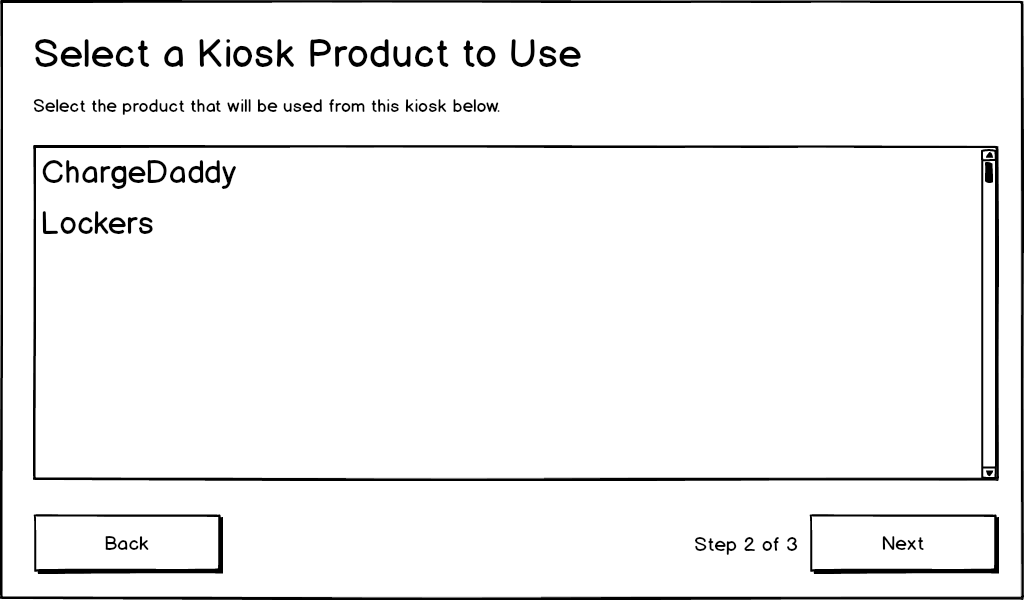 Select a Kiosk Product to Use
Select the product that will be used from this kiosk below.
ChargeDaddy
Lockers
Back
Step 2 of 3
Next